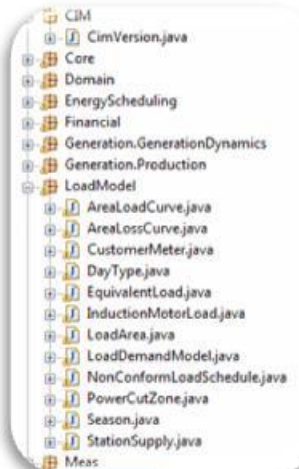 CIM
CimVersion.java
Core
Domain
EnergyScheduling
Financial
Generation.GenerationDynamics
Generation.Production
LoadModel
AreaLoadCurve.java
AreaLossCurve.java
CustomerMeter.java
DayType.java
EquivalentLoad.java
InductionMotorLoad.java
LoadArea.java
LoadDemandModel.java
NonConformLoadSchedule.java
PowerCutZone.java
Season.java
StationSupply.java
Meas